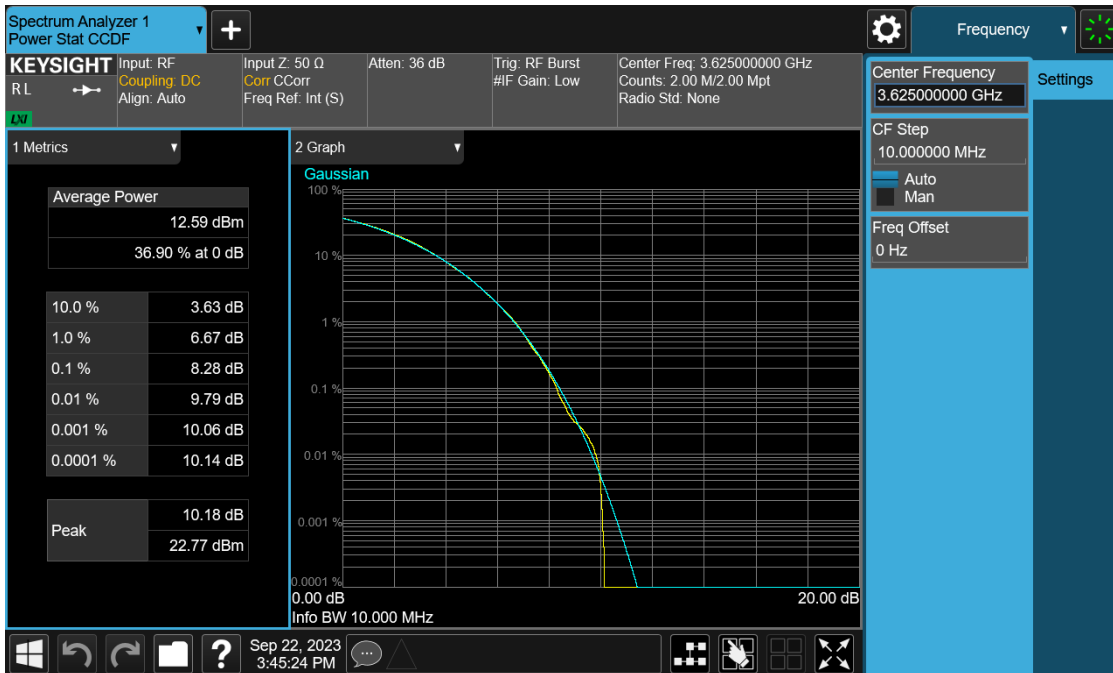 Spectrum Analyzer 1
Power Stat CCDF
+
Frequency
KEYSIGHT
R L
LXI
Input: RF
Coupling: DC
Align: Auto
Input Z: 50 Ω
Corr CCorr
Freq Ref: Int (S)
Atten: 36 dB
Trig: RF Burst
#IF Gain: Low
Center Freq: 3.625000000 GHz
Counts: 2.00 M/2.00 Mpt
Radio Std: None
Center Frequency
3.625000000 GHz
Settings
CF Step
10.000000 MHz
Auto
Man
Freq Offset
0 Hz
1 Metrics
Average Power
12.59 dBm
36.90 % at 0 dB
10.0 % 3.63 dB
1.0 % 6.67 dB
0.1 % 8.28 dB
0.01 % 9.79 dB
0.001 % 10.06 dB
0.0001 % 10.14 dB
Peak 10.18 dB
22.77 dBm
2 Graph
Gaussian
100 %
10 %
1 %
0.1 %
0.01 %
0.001 %
0.0001 %
0.00 dB 20.00 dB
Info BW 10.000 MHz
?
Sep 22, 2023
3:45:24 PM